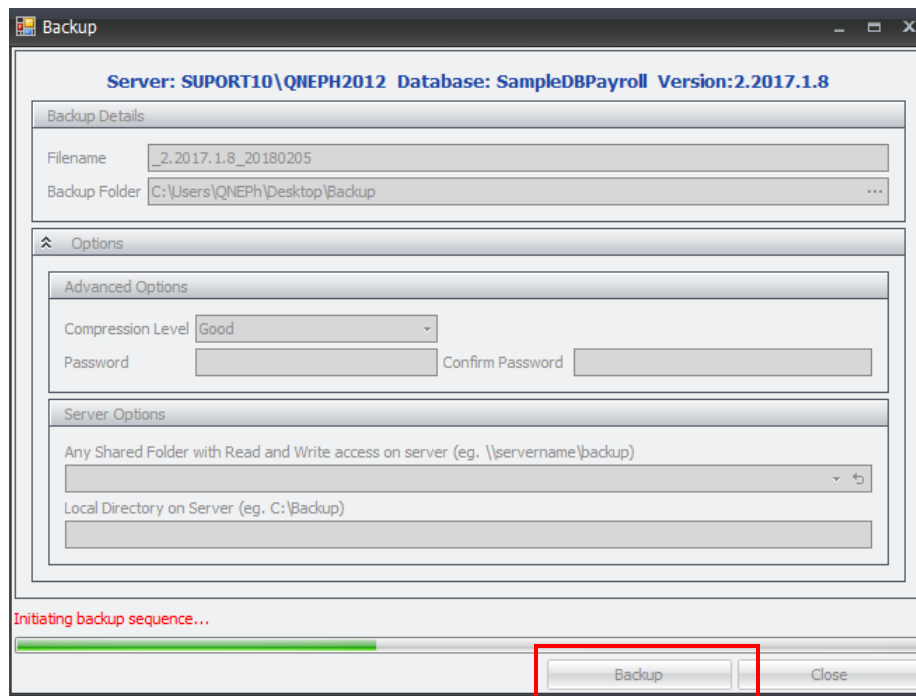 Backup
Server: SUPORT10\QNEPH2012 Database: SampleDBPayroll Version:2.2017.1.8
Backup Details
Filename _2.2017.1.8_20180205
Backup Folder C:\Users\QNEPh\Desktop\Backup ...
Options
Advanced Options
Compression Level Good
Password Confirm Password
Server Options
Any Shared Folder with Read and Write access on server (eg. \\servername\backup)
Local Directory on Server (eg. C:\Backup)
Initiating backup sequence...
Backup Close